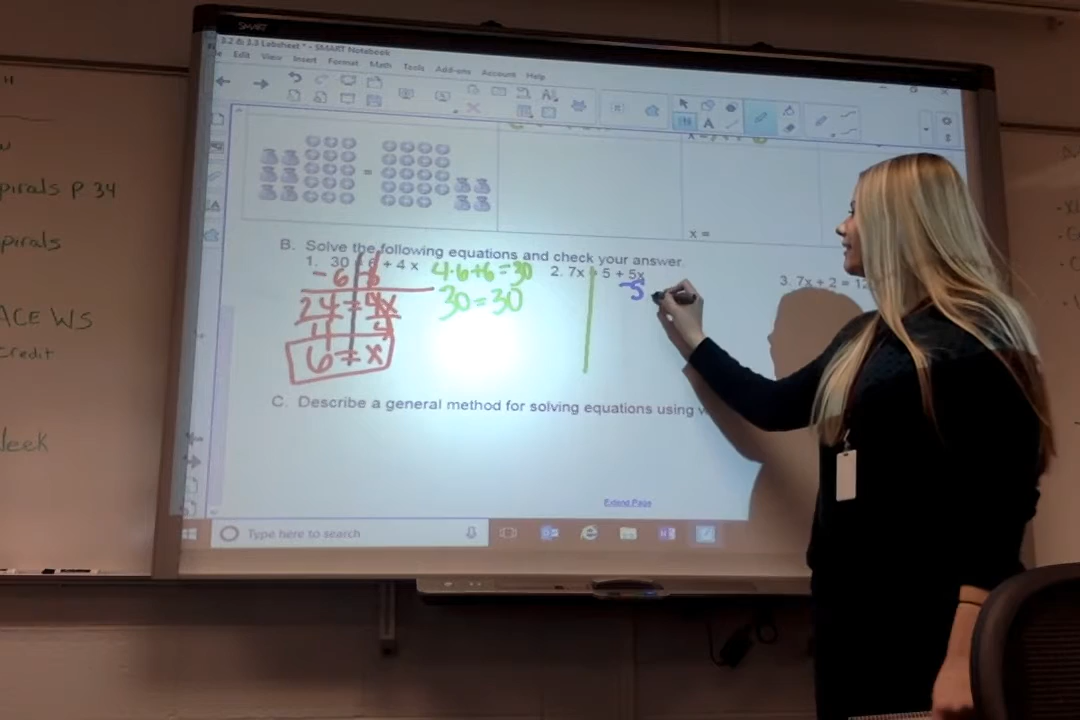 SMART
3.2 & 3.3 Labsheet * - SMART Notebook
Edit View Insert Format Math Tools Add-ons Account Help
pirals P 34
pirals
ACE WS
credit
=
x =
B. Solve the following equations and check your answer.
1. 30 = 6 + 4 x
-6 -6
24 = 4x
4 4
6 = x
4·6+6=30
30=30
2. 7x = 5 + 5x
-5
3. 7x + 2 = 12
C. Describe a general method for solving equations using
Extend Page
Type here to search